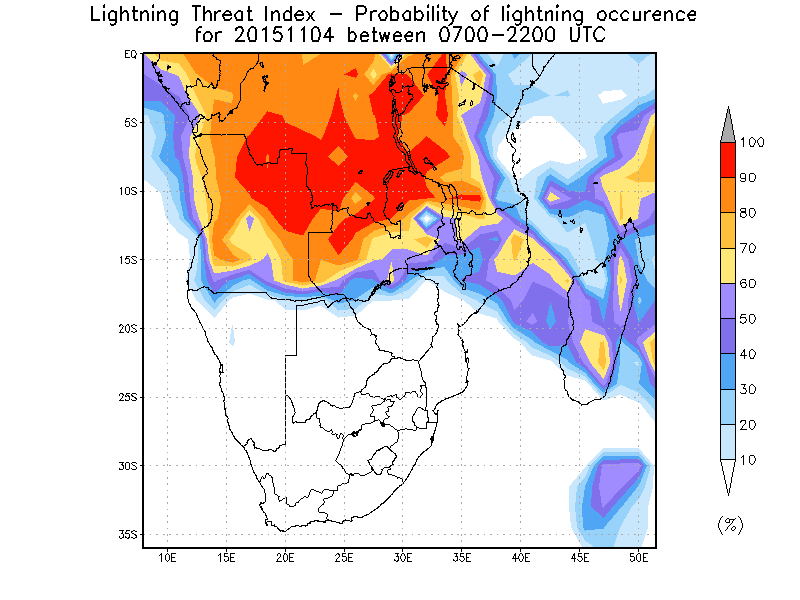 Lightning Threat Index − Probability of lightning occurence
for 20151104 between 0700−2200 UTC
EQ
5S
10S
15S
20S
25S
30S
35S
10E 15E 20E 25E 30E 35E 40E 45E 50E
100
90
80
70
60
50
40
30
20
10
(%)